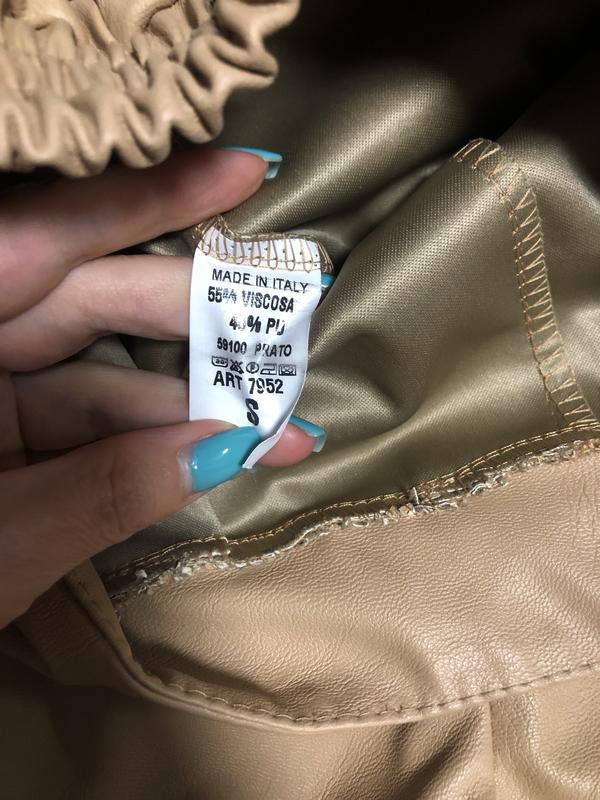 MADE IN ITALY
55% VISCOSA
45% PU
59100 PRATO
ART 7952
S